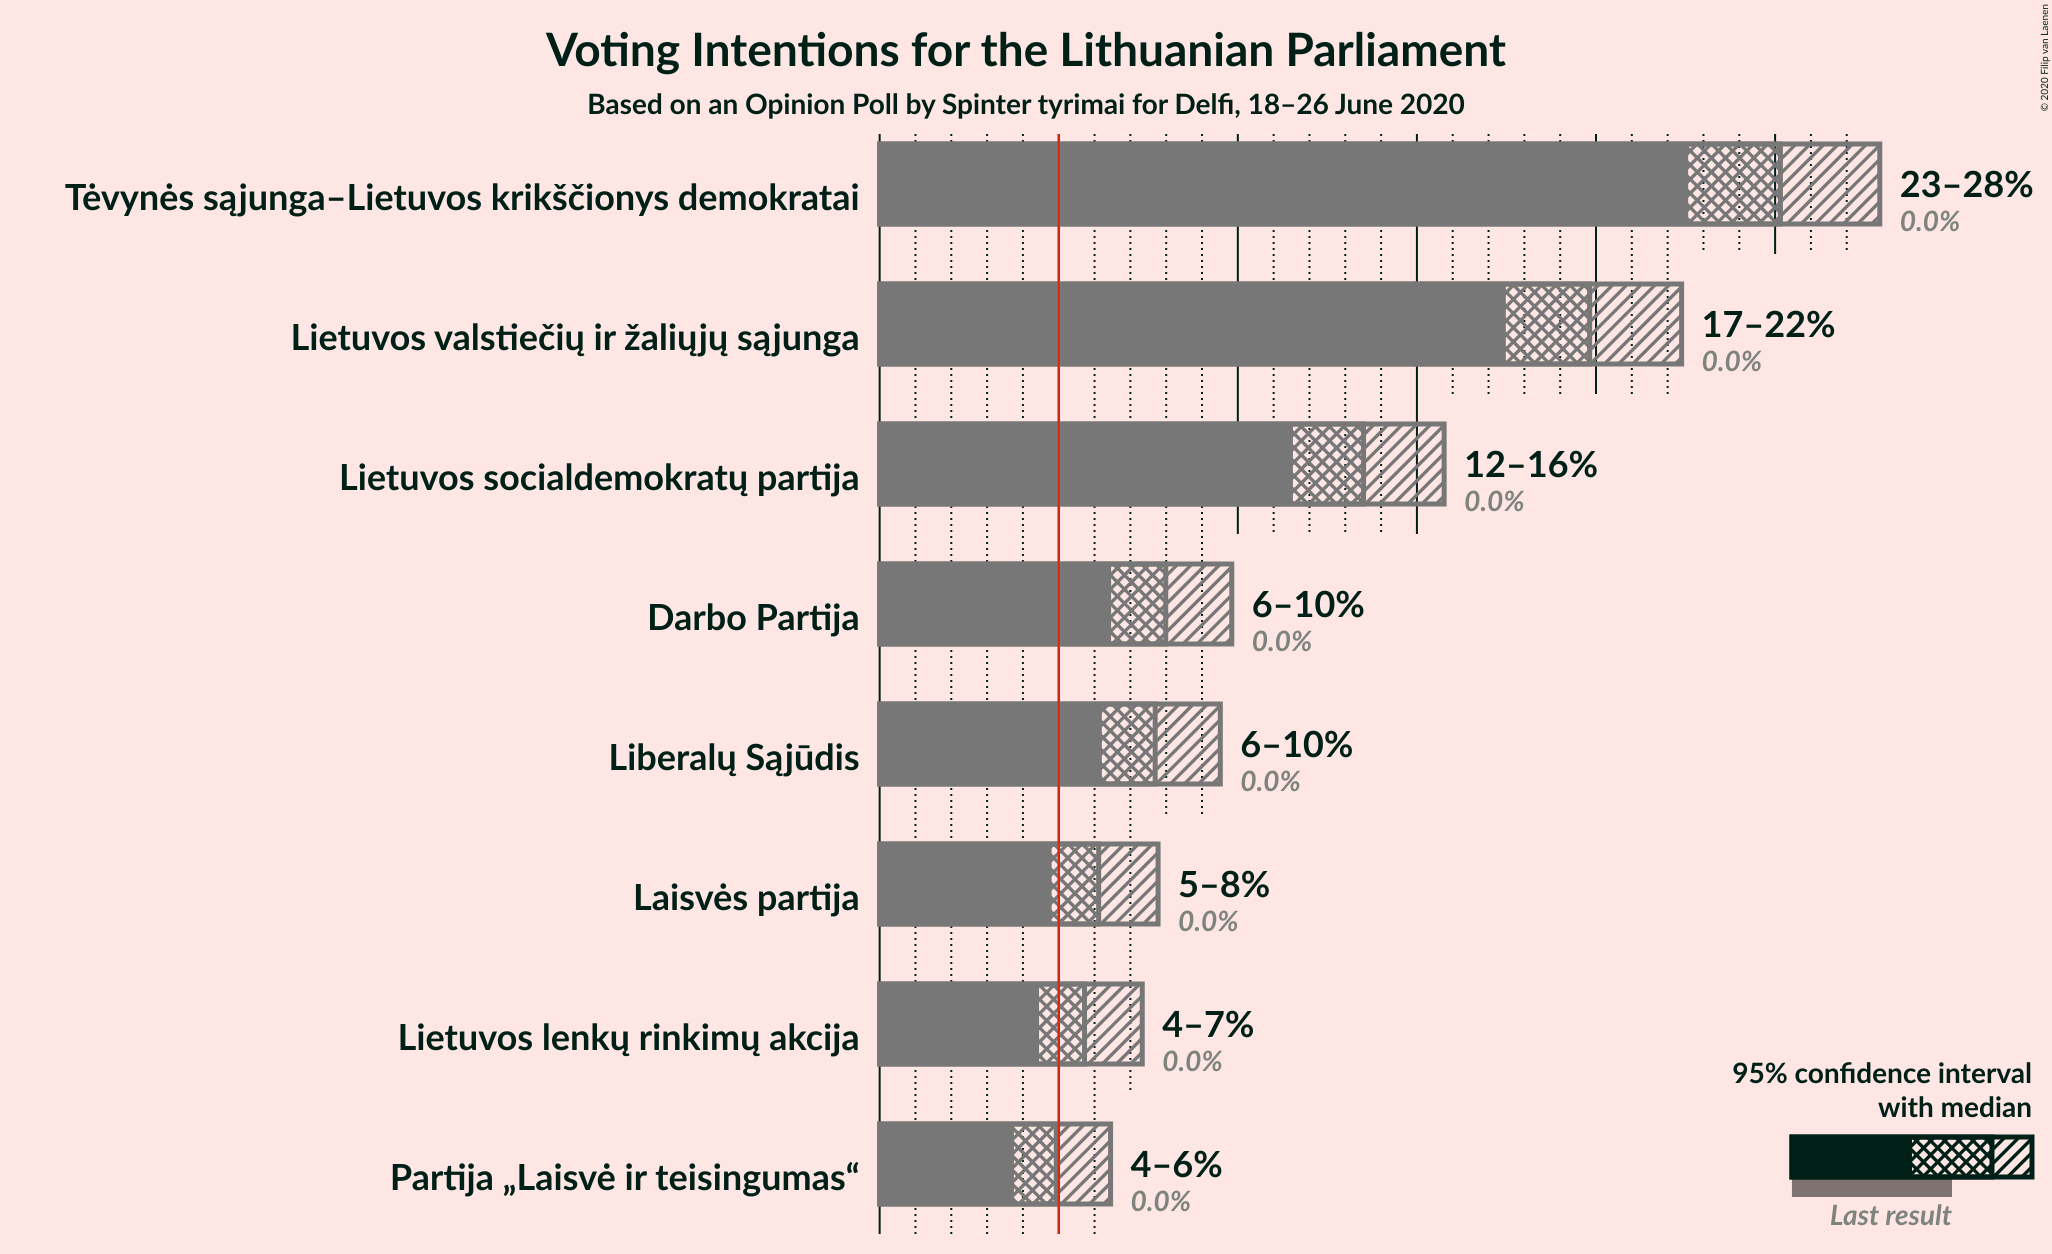 Voting Intentions for the Lithuanian Parliament
Based on an Opinion Poll by Spinter tyrimai for Delfi, 18–26 June 2020
© 2020 Filip van Laenen
Tėvynės sąjunga–Lietuvos krikščionys demokratai
23–28%
0.0%
Lietuvos valstiečių ir žaliųjų sąjunga
17–22%
0.0%
Lietuvos socialdemokratų partija
12–16%
0.0%
Darbo Partija
6–10%
0.0%
Liberalų Sąjūdis
6–10%
0.0%
Laisvės partija
5–8%
0.0%
Lietuvos lenkų rinkimų akcija
4–7%
0.0%
Partija „Laisvė ir teisingumas“
4–6%
0.0%
95% confidence interval
with median
Last result